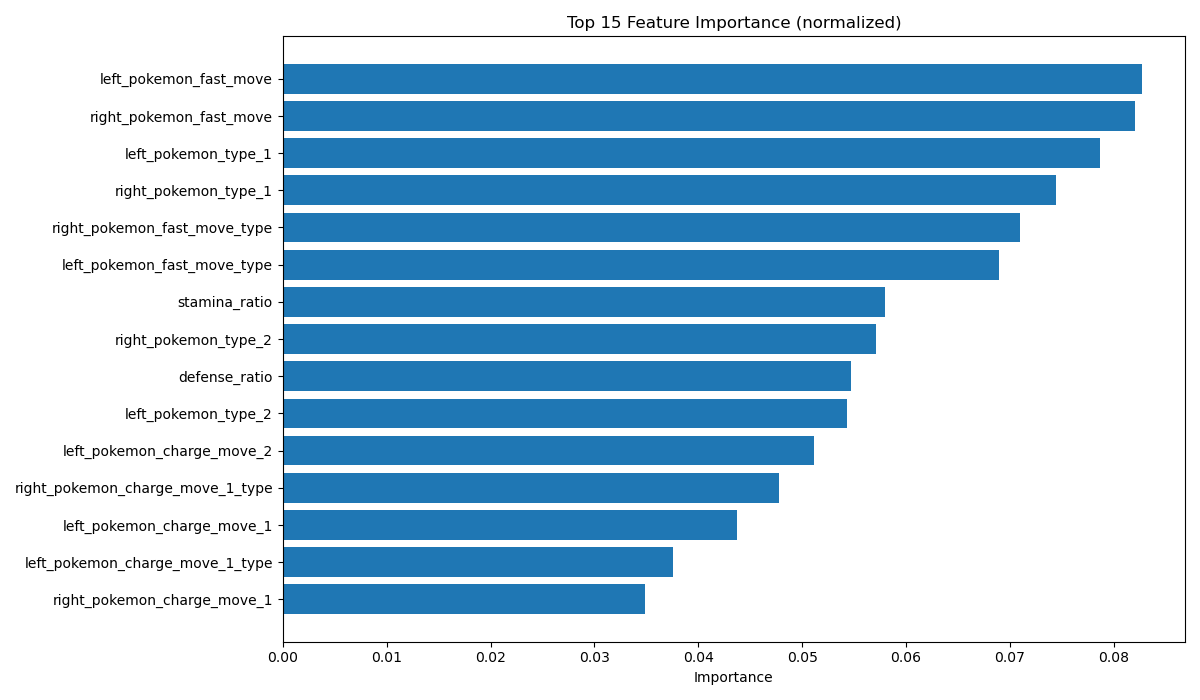 Top 15 Feature Importance (normalized)
left_pokemon_fast_move
right_pokemon_fast_move
left_pokemon_type_1
right_pokemon_type_1
right_pokemon_fast_move_type
left_pokemon_fast_move_type
stamina_ratio
right_pokemon_type_2
defense_ratio
left_pokemon_type_2
left_pokemon_charge_move_2
right_pokemon_charge_move_1_type
left_pokemon_charge_move_1
left_pokemon_charge_move_1_type
right_pokemon_charge_move_1
0.00 0.01 0.02 0.03 0.04 0.05 0.06 0.07 0.08
Importance